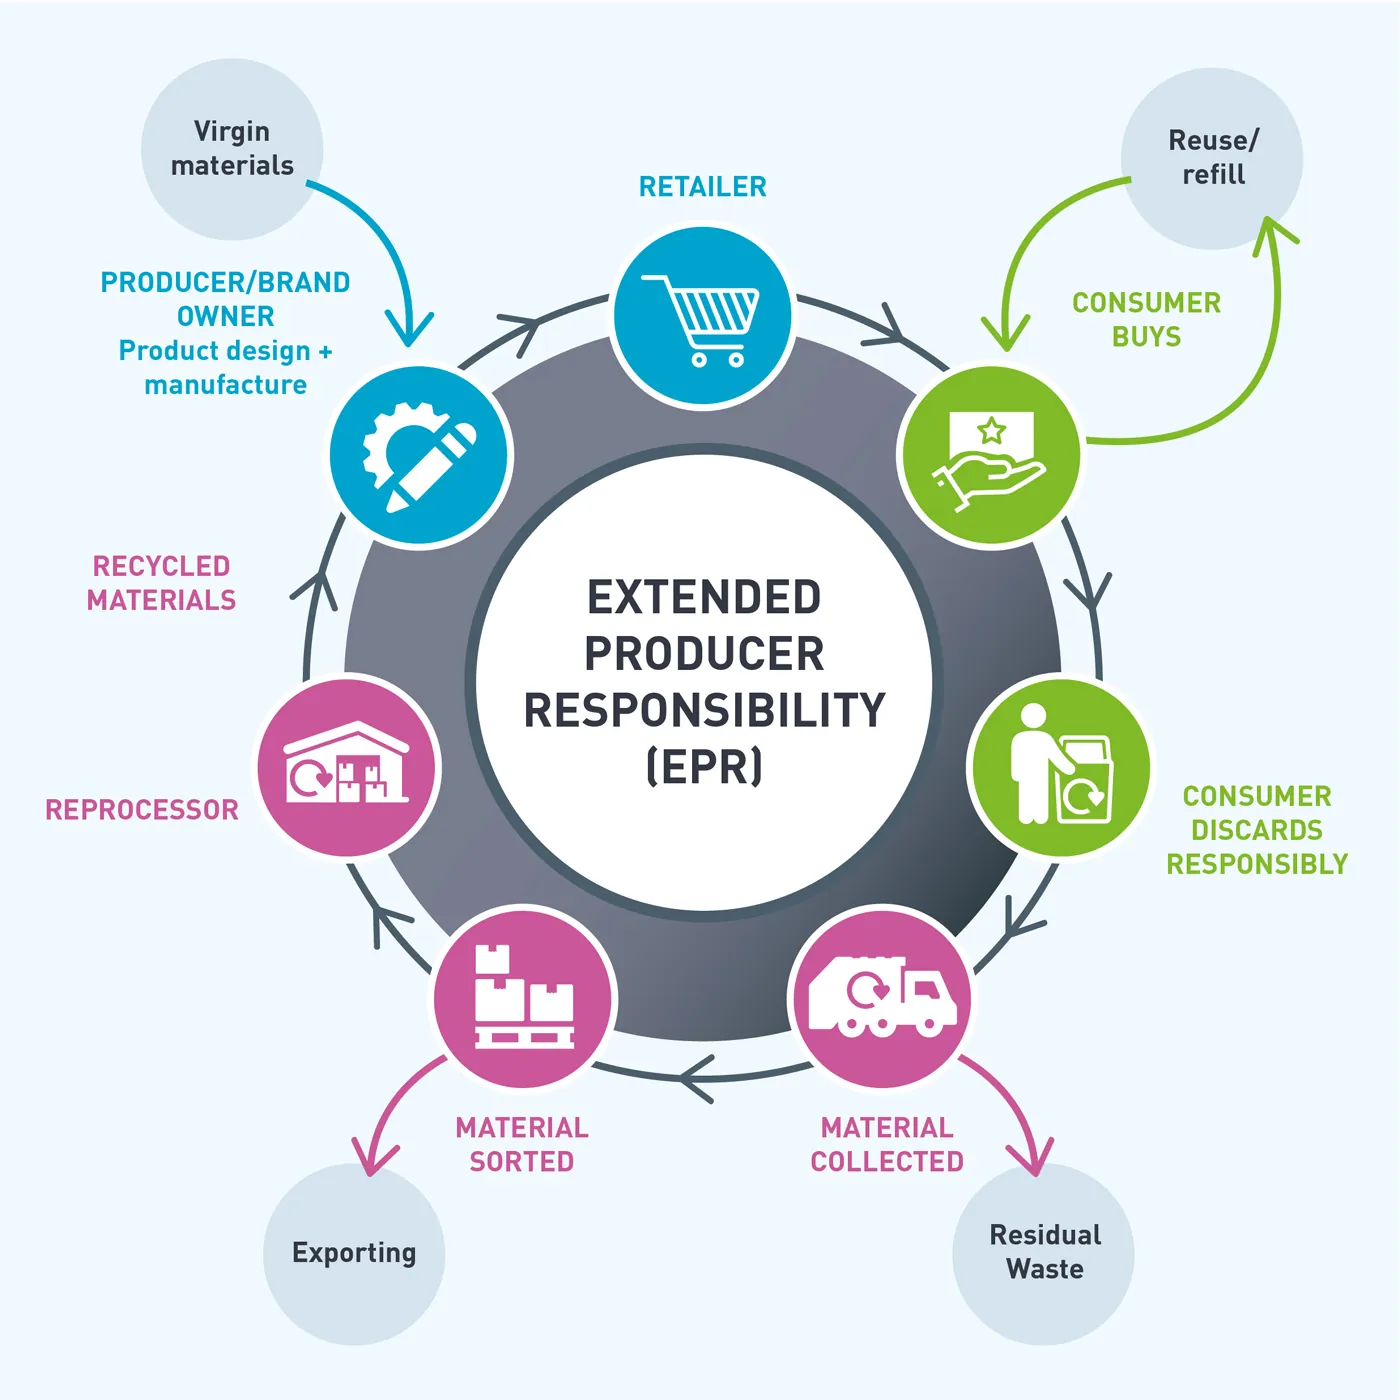 Virgin
materials
Reuse/
refill
RETAILER
PRODUCER/BRAND
OWNER
Product design +
manufacture
CONSUMER
BUYS
RECYCLED
MATERIALS
EXTENDED
PRODUCER
RESPONSIBILITY
(EPR)
REPROCESSOR
CONSUMER
DISCARDS
RESPONSIBLY
MATERIAL
SORTED
MATERIAL
COLLECTED
Exporting
Residual
Waste